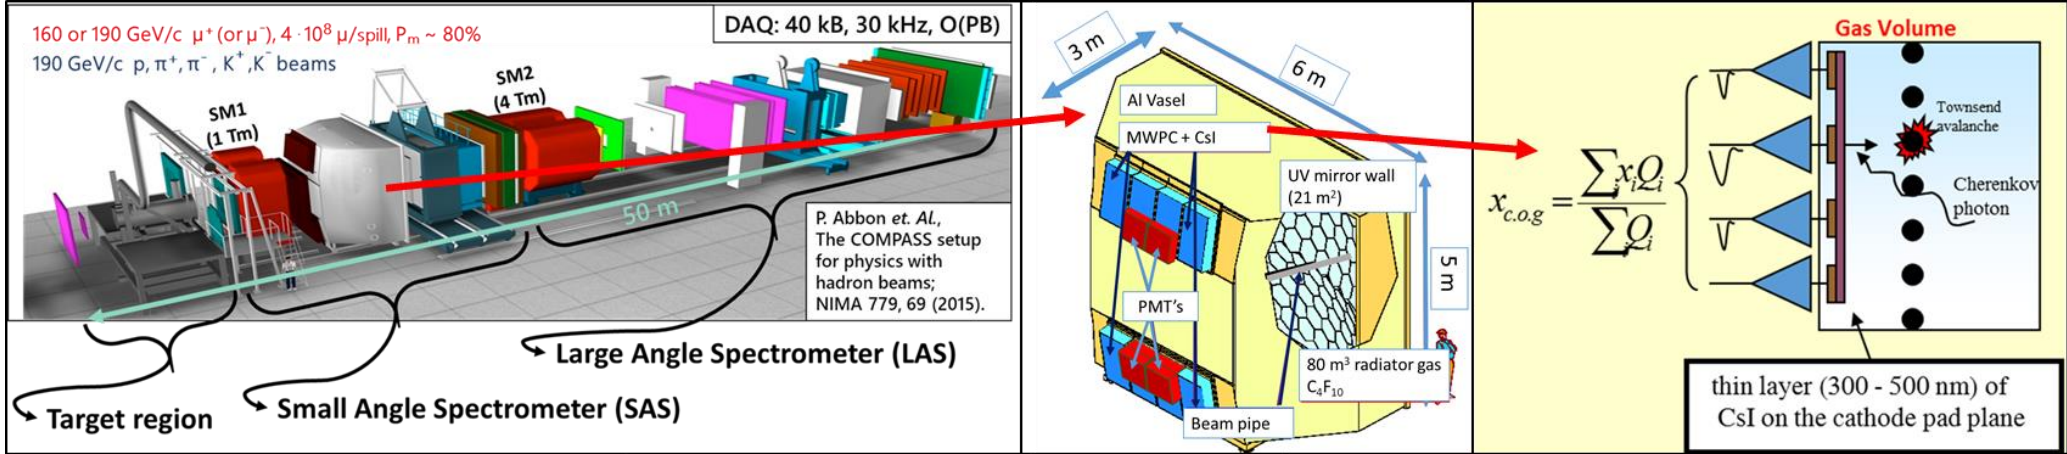 160 or 190 GeV/c μ⁺ (or μ⁻), 4 · 10⁸ μ/spill, Pₘ ~ 80%
190 GeV/c p, π⁺, π⁻, K⁺,K⁻ beams
DAQ: 40 kB, 30 kHz, O(PB)
SM1
(1 Tm)
SM2
(4 Tm)
50 m
P. Abbon et. Al.,
The COMPASS setup
for physics with
hadron beams;
NIMA 779, 69 (2015).
Large Angle Spectrometer (LAS)
Small Angle Spectrometer (SAS)
Target region
3 m
6 m
5 m
Al Vasel
MWPC + CsI
UV mirror wall
(21 m²)
PMT's
80 m³ radiator gas
C₄F₁₀
Beam pipe
Gas Volume
Townsend
avalanche
Cherenkov
photon
x_c.o.g = ∑ᵢ xᵢQᵢ / ∑ᵢ Qᵢ
thin layer (300 - 500 nm) of
CsI on the cathode pad plane